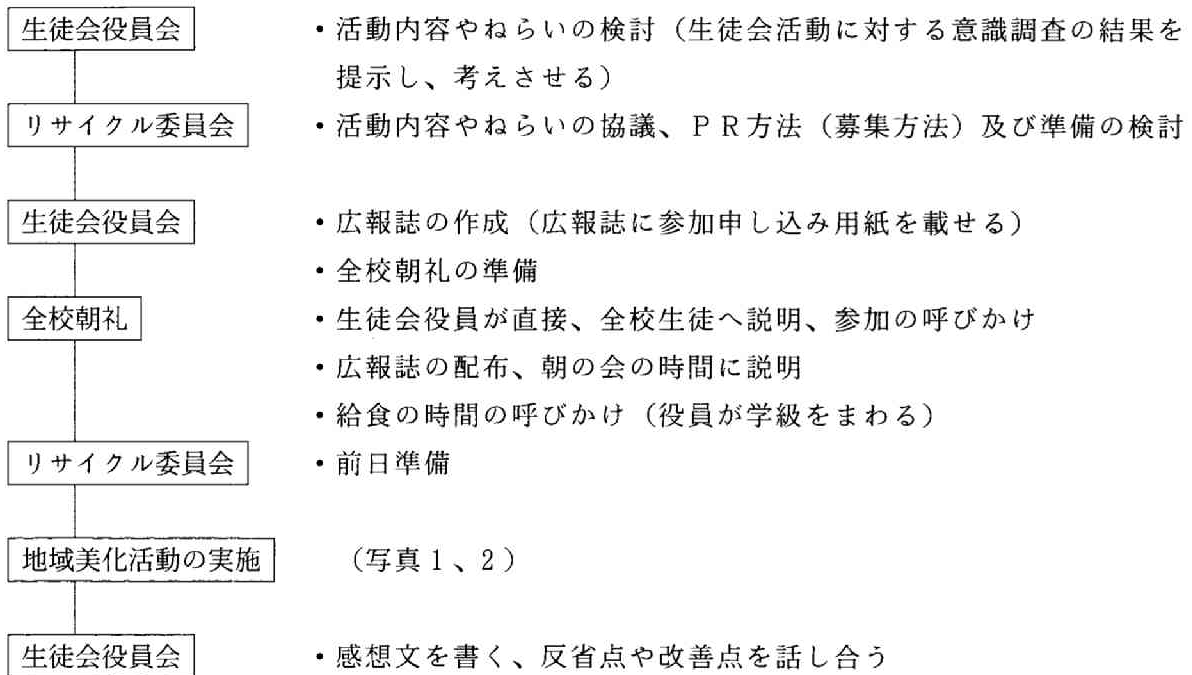 生徒会役員会 ・活動内容やねらいの検討（生徒会活動に対する意識調査の結果を
提示し、考えさせる）
リサイクル委員会 ・活動内容やねらいの協議、ＰＲ方法（募集方法）及び準備の検討
生徒会役員会 ・広報誌の作成（広報誌に参加申し込み用紙を載せる）
・全校朝礼の準備
全校朝礼 ・生徒会役員が直接、全校生徒へ説明、参加の呼びかけ
・広報誌の配布、朝の会の時間に説明
・給食の時間の呼びかけ（役員が学級をまわる）
リサイクル委員会 ・前日準備
地域美化活動の実施 （写真１、２）
生徒会役員会 ・感想文を書く、反省点や改善点を話し合う